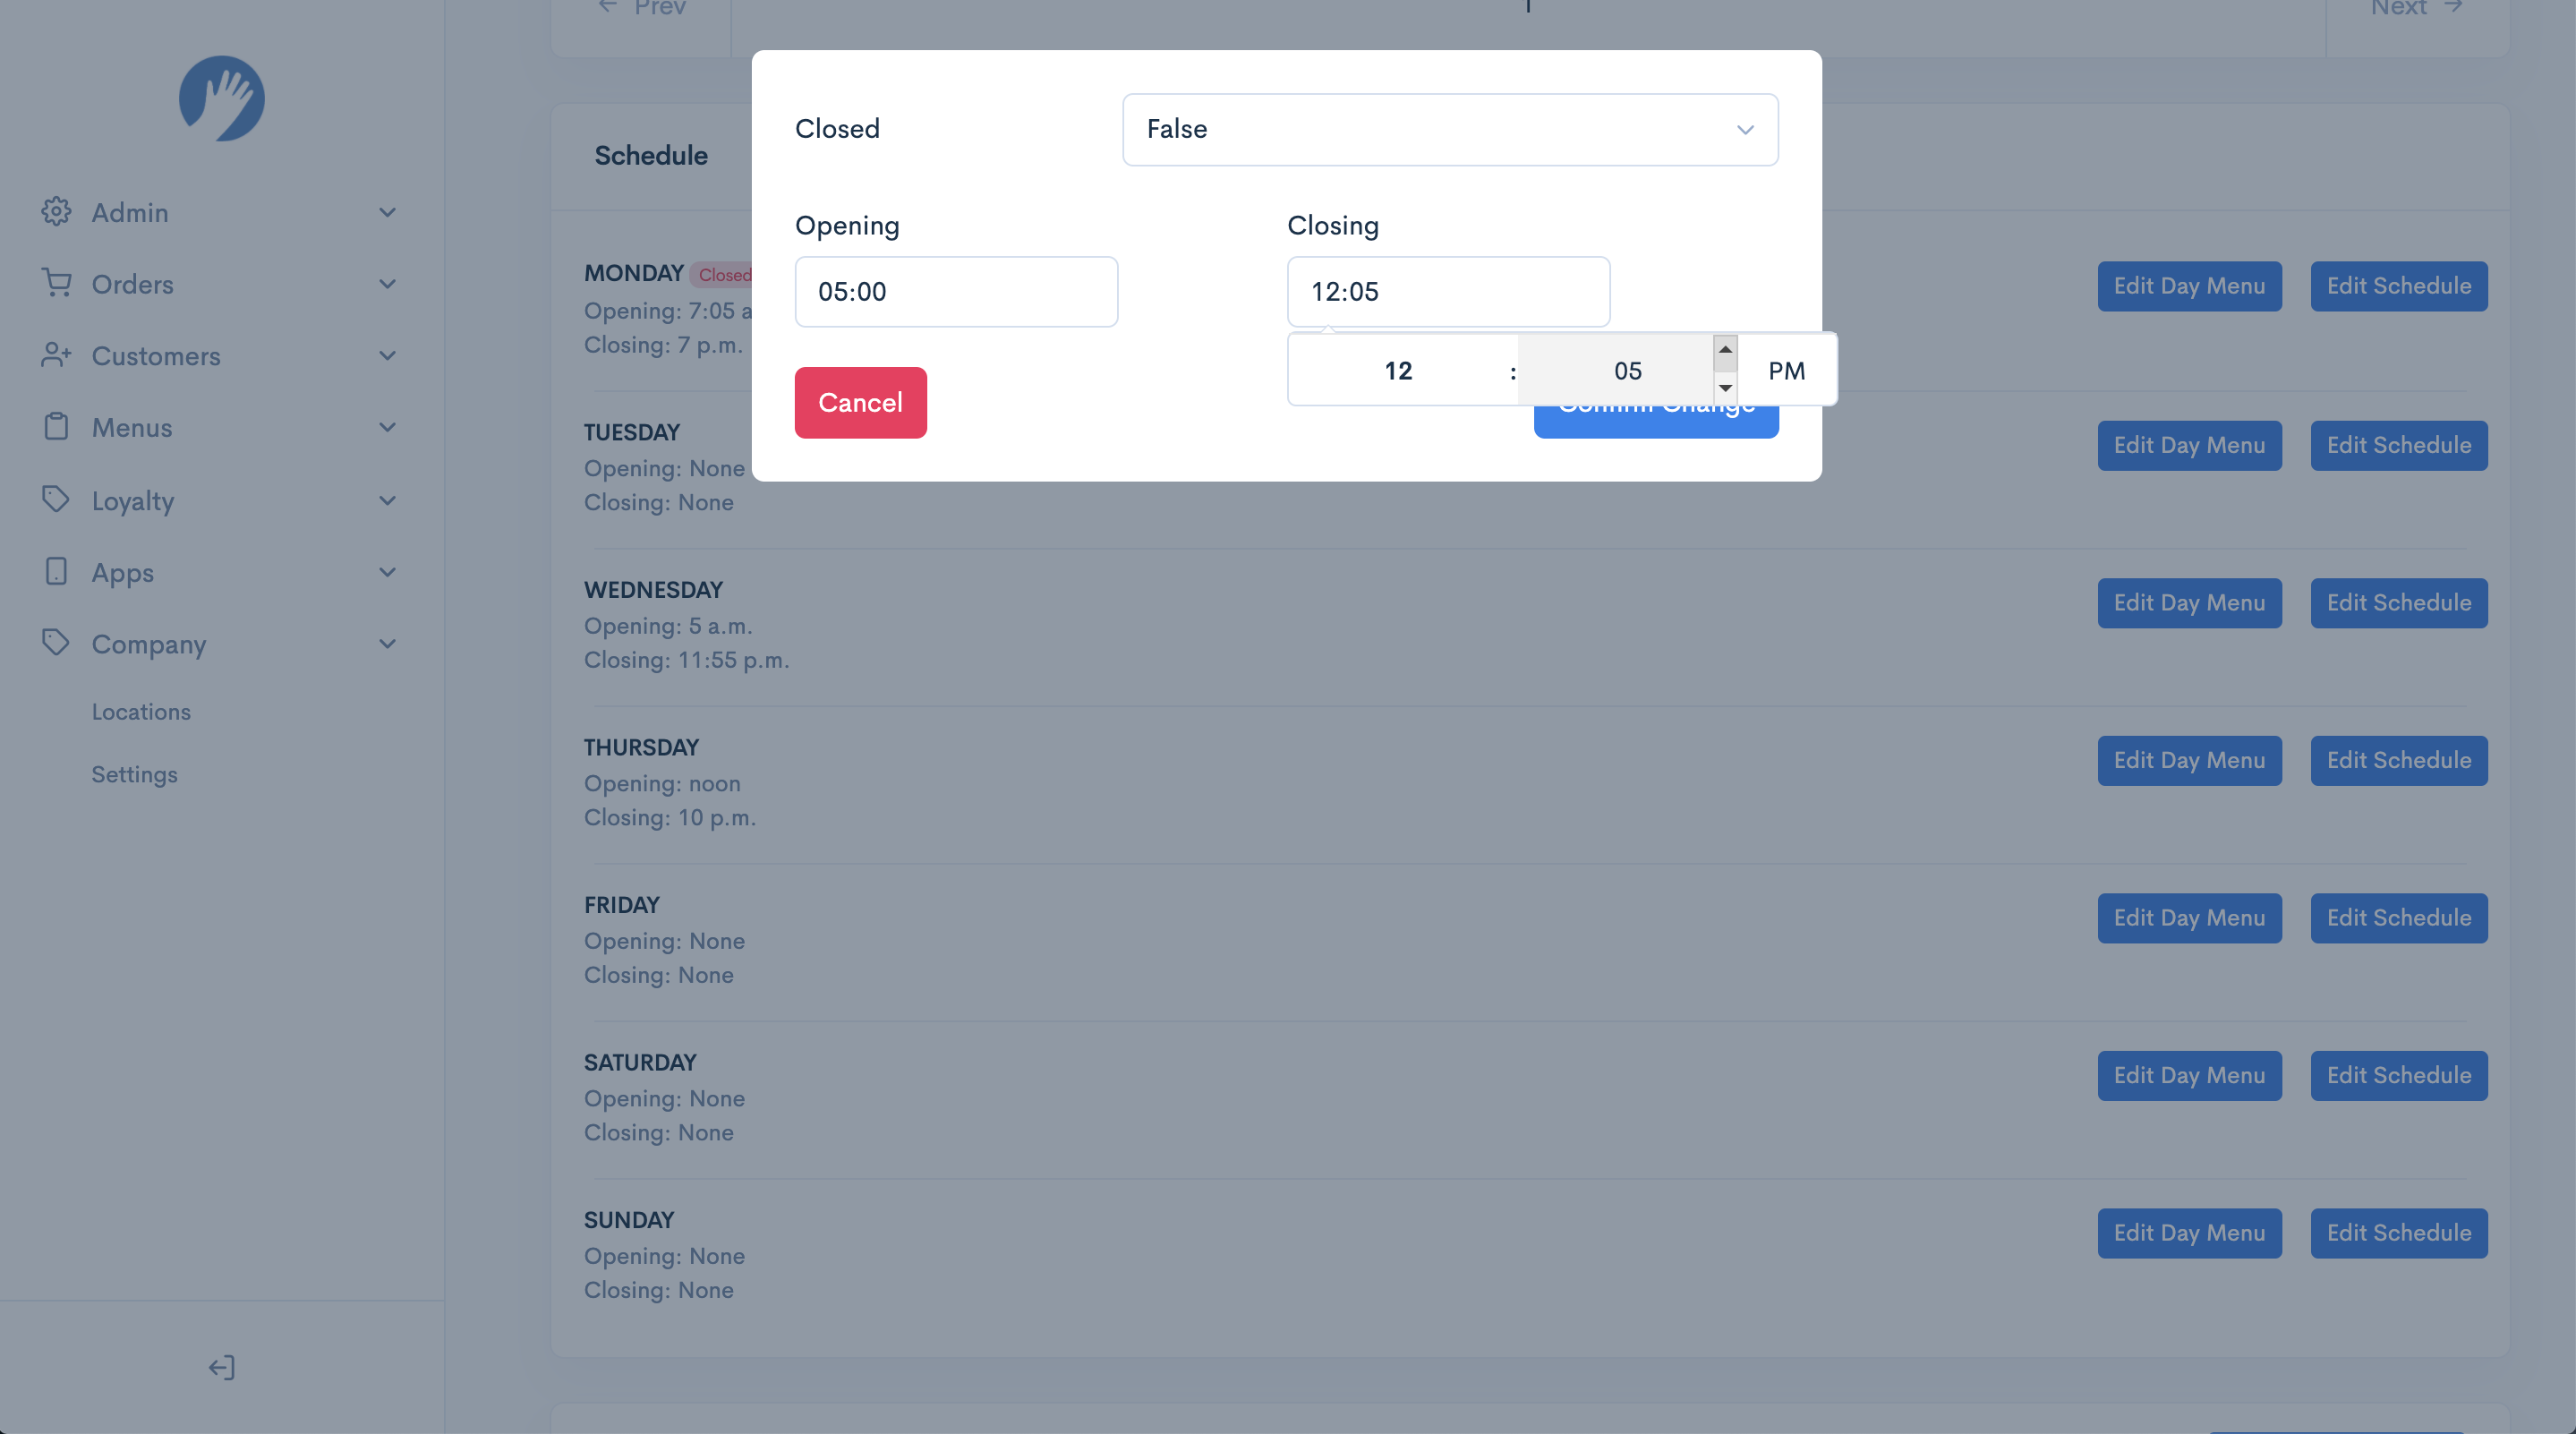 Prev
Next
Closed
False
Opening
Closing
05:00
12:05
12 : 05 PM
Cancel
Confirm Change
Admin
Orders
Customers
Menus
Loyalty
Apps
Company
Locations
Settings
Schedule
MONDAY Closed
Opening: 7:05 a
Closing: 7 p.m.
Edit Day Menu
Edit Schedule
TUESDAY
Opening: None
Closing: None
Edit Day Menu
Edit Schedule
WEDNESDAY
Opening: 5 a.m.
Closing: 11:55 p.m.
Edit Day Menu
Edit Schedule
THURSDAY
Opening: noon
Closing: 10 p.m.
Edit Day Menu
Edit Schedule
FRIDAY
Opening: None
Closing: None
Edit Day Menu
Edit Schedule
SATURDAY
Opening: None
Closing: None
Edit Day Menu
Edit Schedule
SUNDAY
Opening: None
Closing: None
Edit Day Menu
Edit Schedule